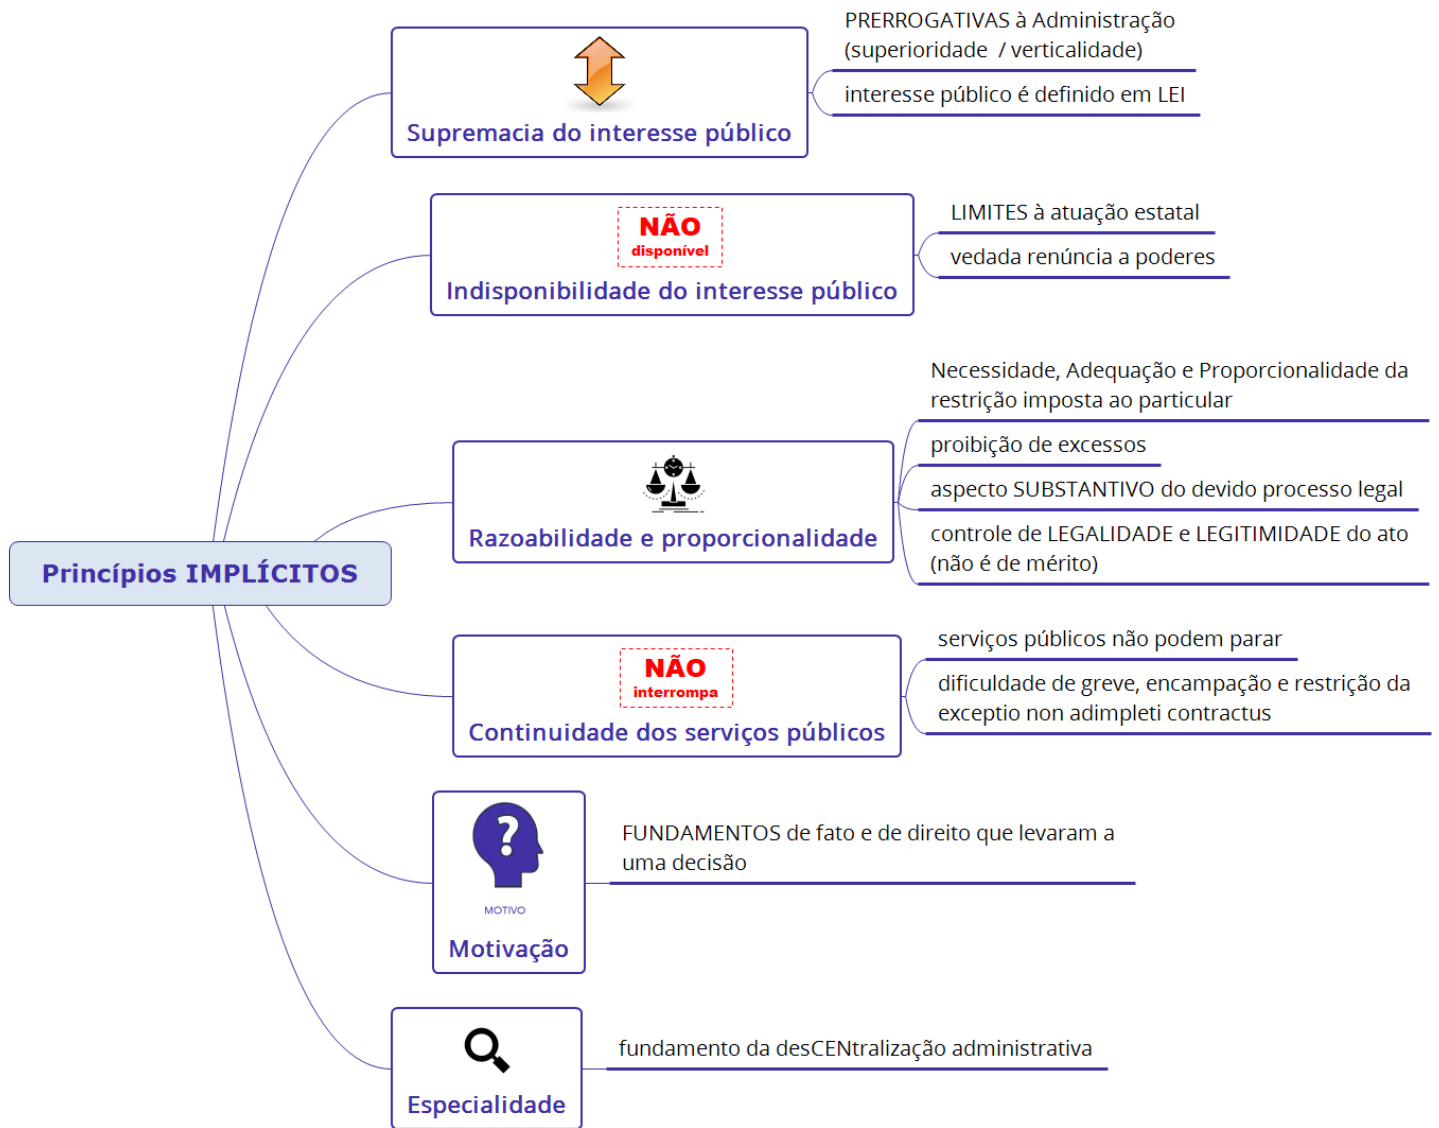 PRERROGATIVAS à Administração
(superioridade / verticalidade)
interesse público é definido em LEI
Supremacia do interesse público
NÃO
disponível
Indisponibilidade do interesse público
LIMITES à atuação estatal
vedada renúncia a poderes
Necessidade, Adequação e Proporcionalidade da
restrição imposta ao particular
proibição de excessos
aspecto SUBSTANTIVO do devido processo legal
controle de LEGALIDADE e LEGITIMIDADE do ato
(não é de mérito)
Razoabilidade e proporcionalidade
Princípios IMPLÍCITOS
NÃO
interrompa
Continuidade dos serviços públicos
serviços públicos não podem parar
dificuldade de greve, encampação e restrição da
exceptio non adimpleti contractus
?
MOTIVO
Motivação
FUNDAMENTOS de fato e de direito que levaram a
uma decisão
Especialidade
fundamento da desCENtralização administrativa